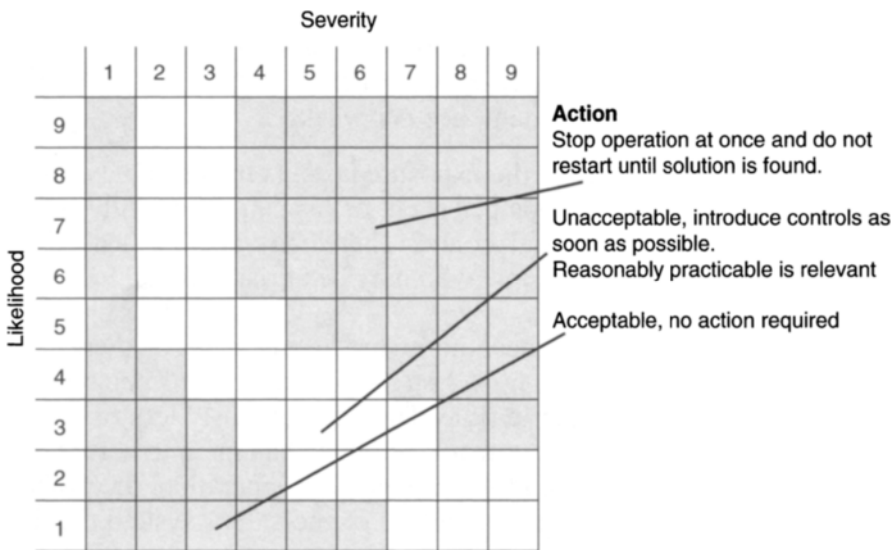 Severity
1 2 3 4 5 6 7 8 9
9
8
7
6
5
4
3
2
1
Likelihood
Action
Stop operation at once and do not
restart until solution is found.
Unacceptable, introduce controls as
soon as possible.
Reasonably practicable is relevant
Acceptable, no action required